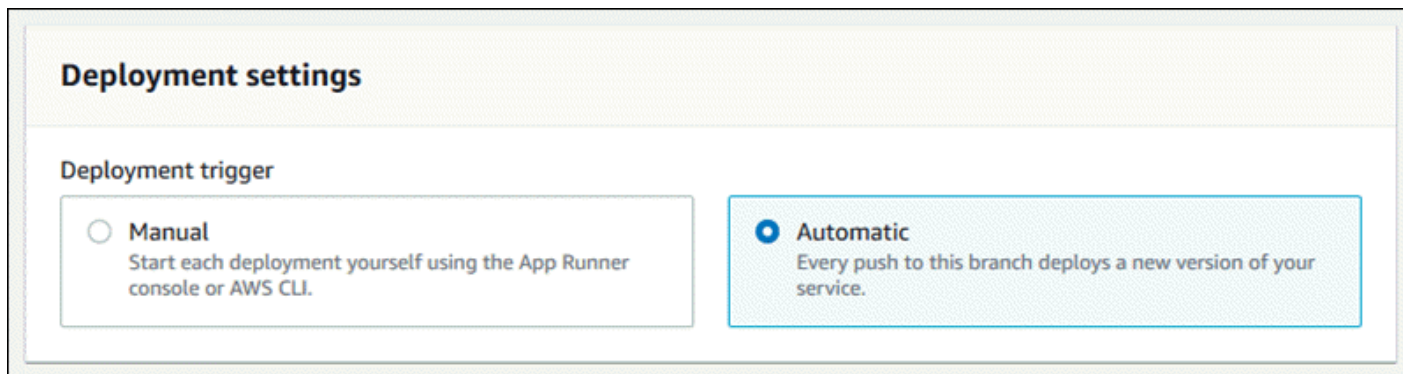 Deployment settings
Deployment trigger
Manual
Start each deployment yourself using the App Runner
console or AWS CLI.
Automatic
Every push to this branch deploys a new version of your
service.